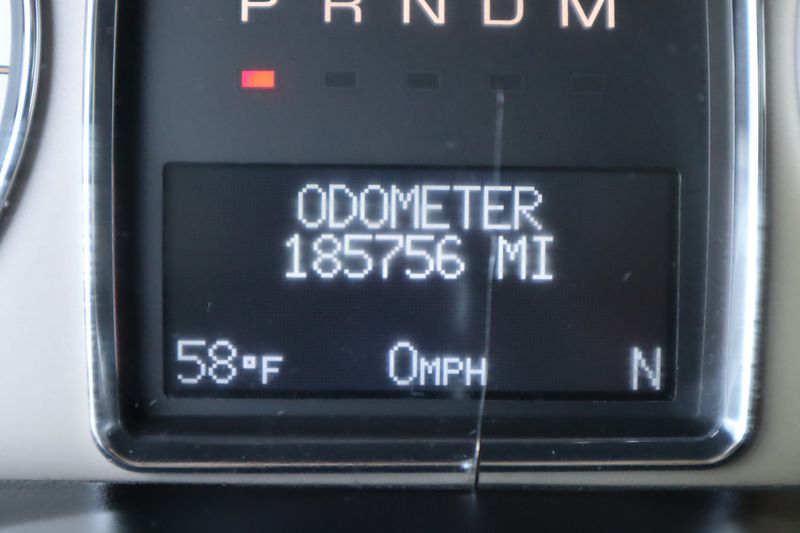 P R N D M
ODOMETER
185756 MI
58°F 0MPH N